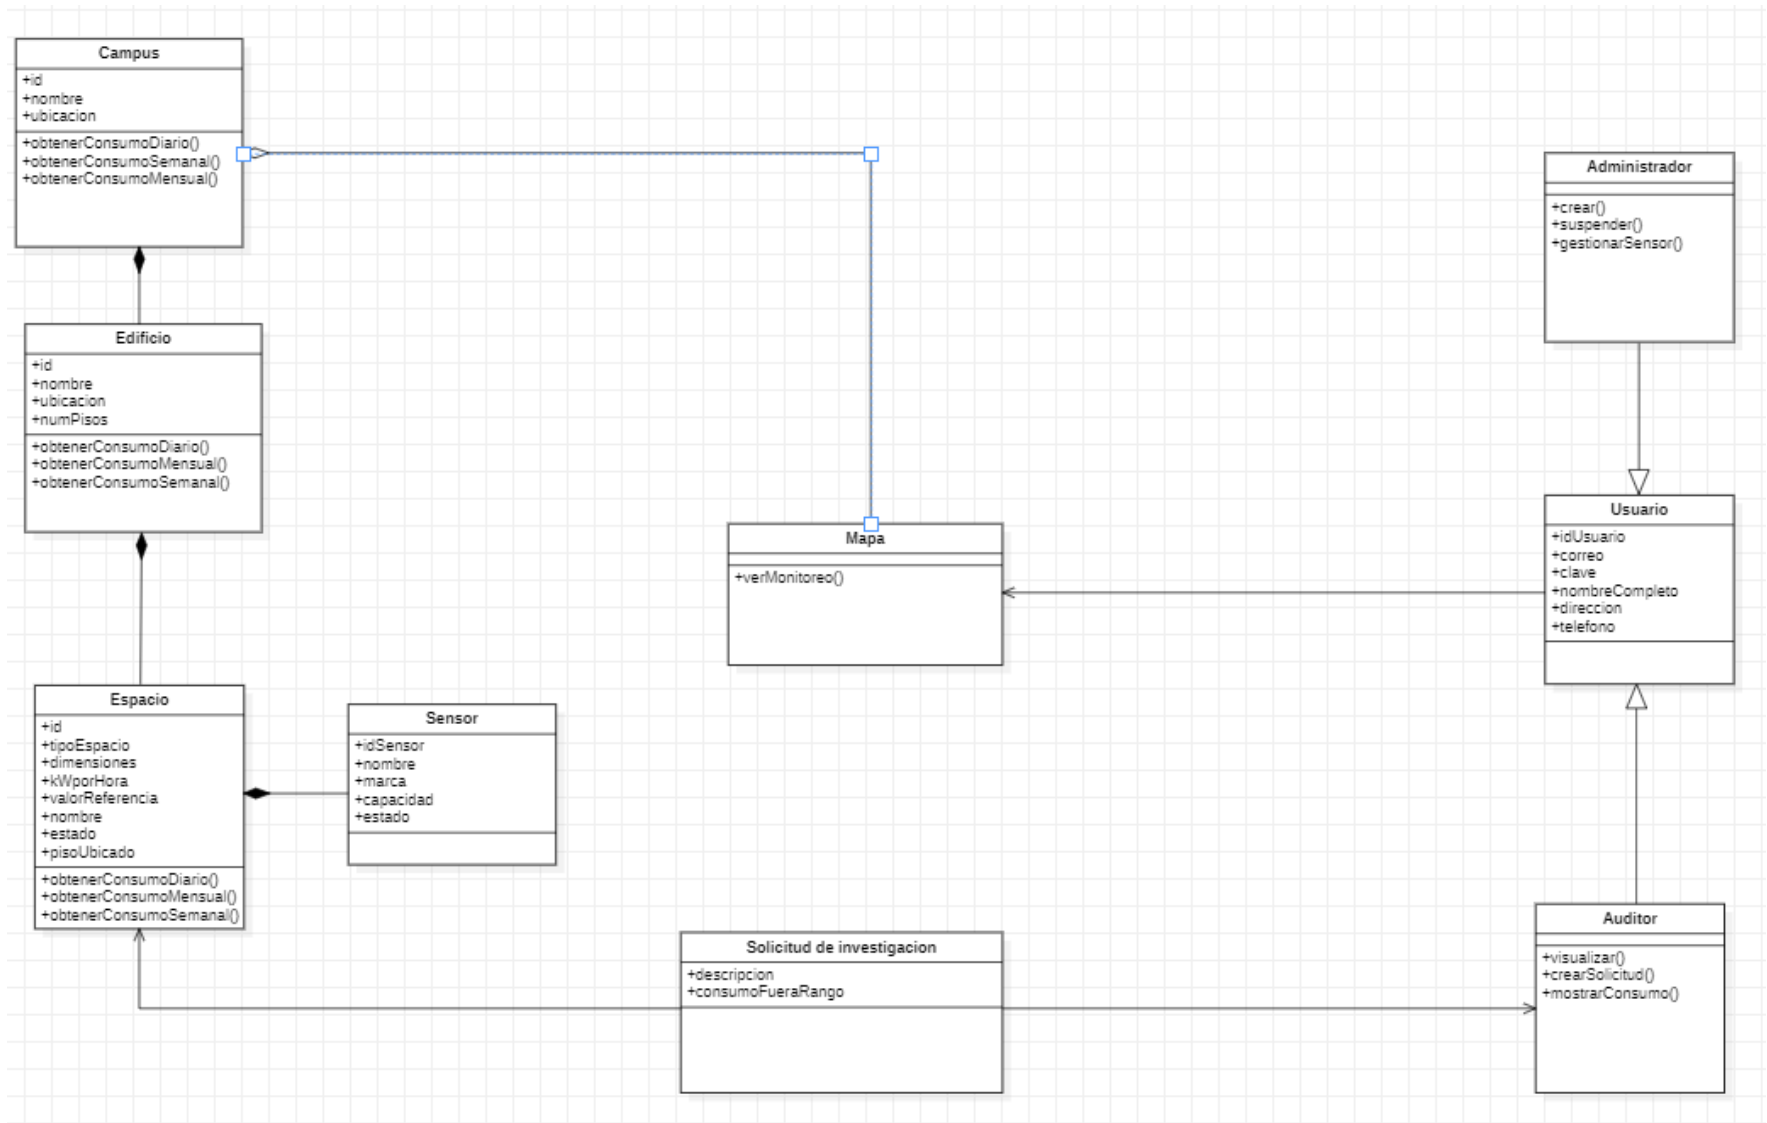 Campus
+id
+nombre
+ubicacion
+obtenerConsumoDiario()
+obtenerConsumoSemanal()
+obtenerConsumoMensual()
Administrador
+crear()
+suspender()
+gestionarSensor()
Edificio
+id
+nombre
+ubicacion
+numPisos
+obtenerConsumoDiario()
+obtenerConsumoMensual()
+obtenerConsumoSemanal()
Mapa
+verMonitoreo()
Usuario
+idUsuario
+correo
+clave
+nombreCompleto
+direccion
+telefono
Espacio
+id
+tipoEspacio
+dimensiones
+kWporHora
+valorReferencia
+nombre
+estado
+pisoUbicado
+obtenerConsumoDiario()
+obtenerConsumoMensual()
+obtenerConsumoSemanal()
Sensor
+idSensor
+nombre
+marca
+capacidad
+estado
Solicitud de investigacion
+descripcion
+consumoFueraRango
Auditor
+visualizar()
+crearSolicitud()
+mostrarConsumo()